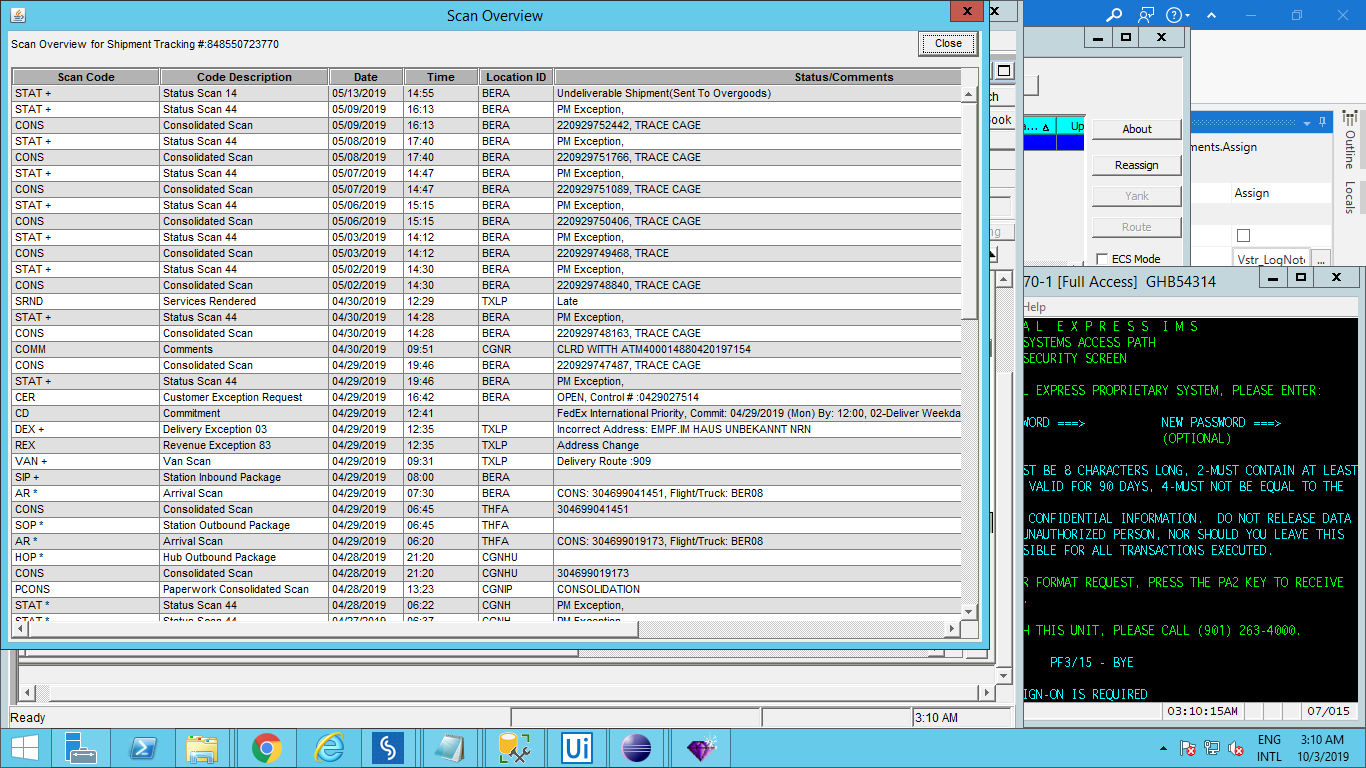 Scan Overview
Scan Overview for Shipment Tracking #:848550723770
Close
Scan Code Code Description Date Time Location ID Status/Comments
STAT + Status Scan 14 05/13/2019 14:55 BERA Undeliverable Shipment(Sent To Overgoods)
STAT + Status Scan 44 05/09/2019 16:13 BERA PM Exception,
CONS Consolidated Scan 05/09/2019 16:13 BERA 220929752442, TRACE CAGE
STAT + Status Scan 44 05/08/2019 17:40 BERA PM Exception,
CONS Consolidated Scan 05/08/2019 17:40 BERA 220929751766, TRACE CAGE
STAT + Status Scan 44 05/07/2019 14:47 BERA PM Exception,
CONS Consolidated Scan 05/07/2019 14:47 BERA 220929751089, TRACE CAGE
STAT + Status Scan 44 05/06/2019 15:15 BERA PM Exception,
CONS Consolidated Scan 05/06/2019 15:15 BERA 220929750406, TRACE CAGE
STAT + Status Scan 44 05/03/2019 14:12 BERA PM Exception,
CONS Consolidated Scan 05/03/2019 14:12 BERA 220929749468, TRACE
STAT + Status Scan 44 05/02/2019 14:30 BERA PM Exception,
CONS Consolidated Scan 05/02/2019 14:30 BERA 220929748840, TRACE CAGE
SRND Services Rendered 04/30/2019 12:29 TXLP Late
STAT + Status Scan 44 04/30/2019 14:28 BERA PM Exception,
CONS Consolidated Scan 04/30/2019 14:28 BERA 220929748163, TRACE CAGE
COMM Comments 04/30/2019 09:51 CGNR CLRD WITTH ATM400014880420197154
CONS Consolidated Scan 04/29/2019 19:46 BERA 220929747487, TRACE CAGE
STAT + Status Scan 44 04/29/2019 19:46 BERA PM Exception,
CER Customer Exception Request 04/29/2019 16:42 BERA OPEN, Control # :0429027514
CD Commitment 04/29/2019 12:41 FedEx International Priority, Commit: 04/29/2019 (Mon) By: 12:00, 02-Deliver Weekda
DEX + Delivery Exception 03 04/29/2019 12:35 TXLP Incorrect Address: EMPF.IM HAUS UNBEKANNT NRN
REX Revenue Exception 83 04/29/2019 12:35 TXLP Address Change
VAN + Van Scan 04/29/2019 09:31 TXLP Delivery Route :909
SIP + Station Inbound Package 04/29/2019 08:00 BERA
AR * Arrival Scan 04/29/2019 07:30 BERA CONS: 304699041451, Flight/Truck: BER08
CONS Consolidated Scan 04/29/2019 06:45 THFA 304699041451
SOP * Station Outbound Package 04/29/2019 06:45 THFA
AR * Arrival Scan 04/29/2019 06:20 THFA CONS: 304699019173, Flight/Truck: BER08
HOP * Hub Outbound Package 04/28/2019 21:20 CGNHU
CONS Consolidated Scan 04/28/2019 21:20 CGNHU 304699019173
PCONS Paperwork Consolidated Scan 04/28/2019 13:23 CGNIP CONSOLIDATION
STAT * Status Scan 44 04/28/2019 06:22 CGNH PM Exception,
STAT * Status Scan 44 04/27/2019 06:37 CGNH PM Exception,
Ready
3:10 AM
ch
ook
ng
a... Up
About
Reassign
Yank
Route
ECS Mode
ments.Assign
Assign
Vstr_LogNote
...
Outline
Locals
70-1 [Full Access] GHB54314
Help
A L E X P R E S S I M S
SYSTEMS ACCESS PATH
SECURITY SCREEN
L EXPRESS PROPRIETARY SYSTEM, PLEASE ENTER:
WORD ===> NEW PASSWORD ===>
(OPTIONAL)
ST BE 8 CHARACTERS LONG, 2-MUST CONTAIN AT LEAST
VALID FOR 90 DAYS, 4-MUST NOT BE EQUAL TO THE
CONFIDENTIAL INFORMATION. DO NOT RELEASE DATA
UNAUTHORIZED PERSON, NOR SHOULD YOU LEAVE THIS
SIBLE FOR ALL TRANSACTIONS EXECUTED.
R FORMAT REQUEST, PRESS THE PA2 KEY TO RECEIVE
.
H THIS UNIT, PLEASE CALL (901) 263-4000.
PF3/15 - BYE
IGN-ON IS REQUIRED
03:10:15AM 07/015
Ui
ENG
INTL
3:10 AM
10/3/2019